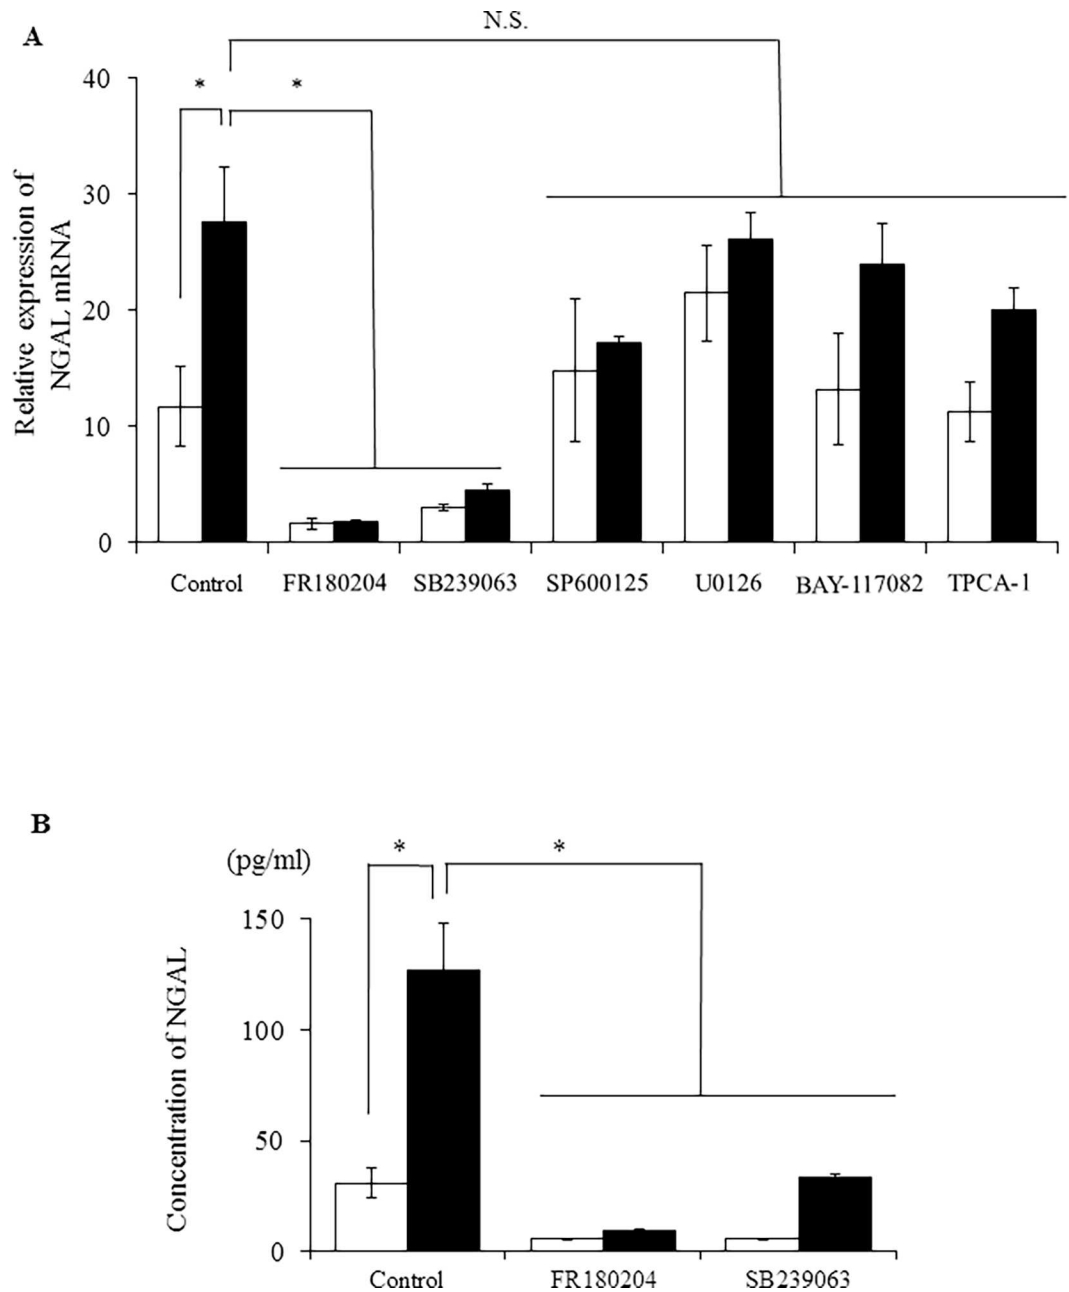 N.S.
A
* *
40
30
20
10
0
Relative expression of
NGAL mRNA
Control FR180204 SB239063 SP600125 U0126 BAY-117082 TPCA-1
B
(pg/ml)
* *
150
100
50
0
Concentration of NGAL
Control FR180204 SB239063